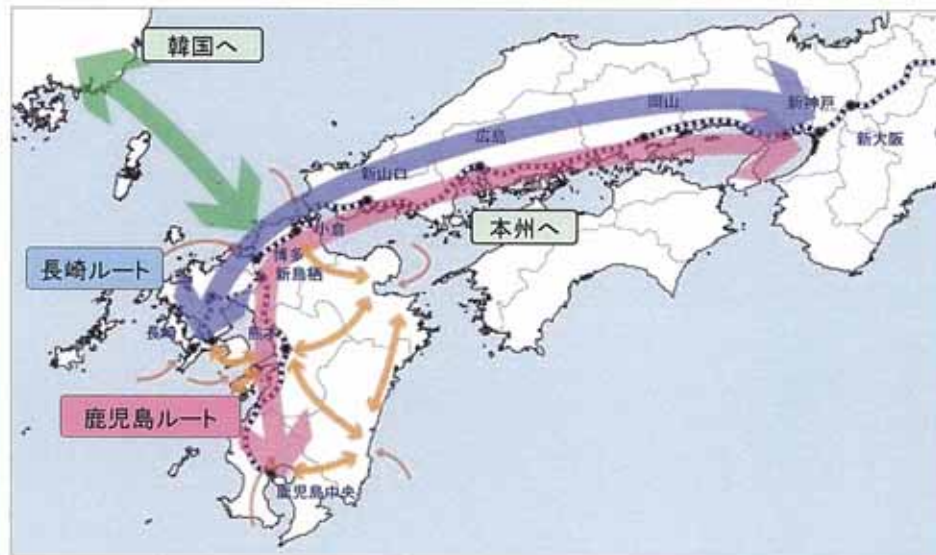 韓国へ
岡山
新神戸
広島
新大阪
新山口
小倉
本州へ
博多
新鳥栖
長崎ルート
長崎
熊本
鹿児島ルート
鹿児島中央